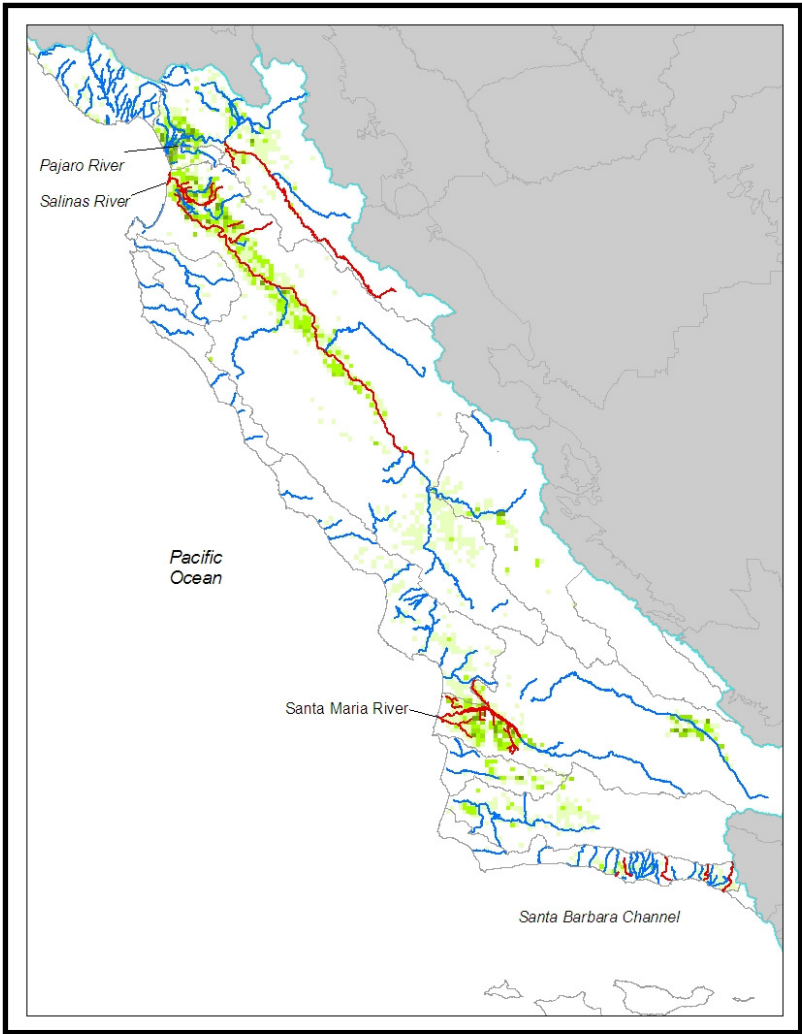 Pajaro River
Salinas River
Pacific
Ocean
Santa Maria River
Santa Barbara Channel